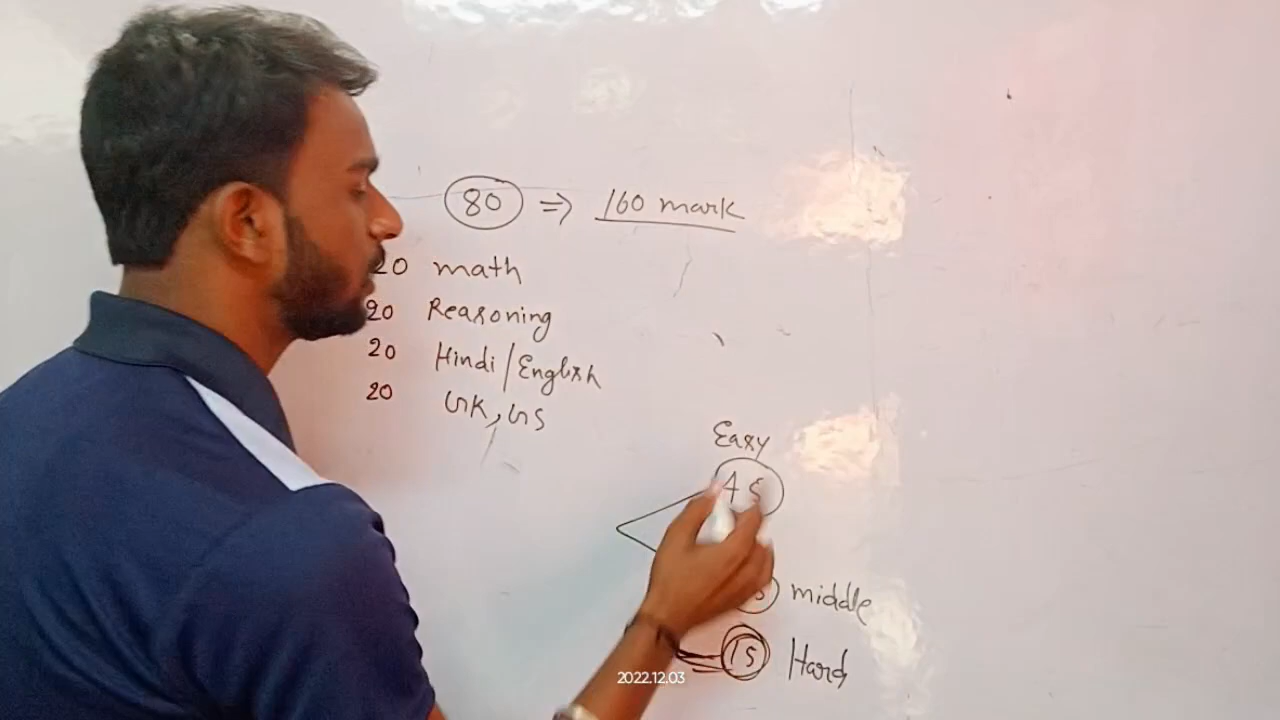 80 => 160 mark
20 math
20 Reasoning
20 Hindi/English
20 GK, GS
Easy
45
middle
15 Hard
2022.12.03